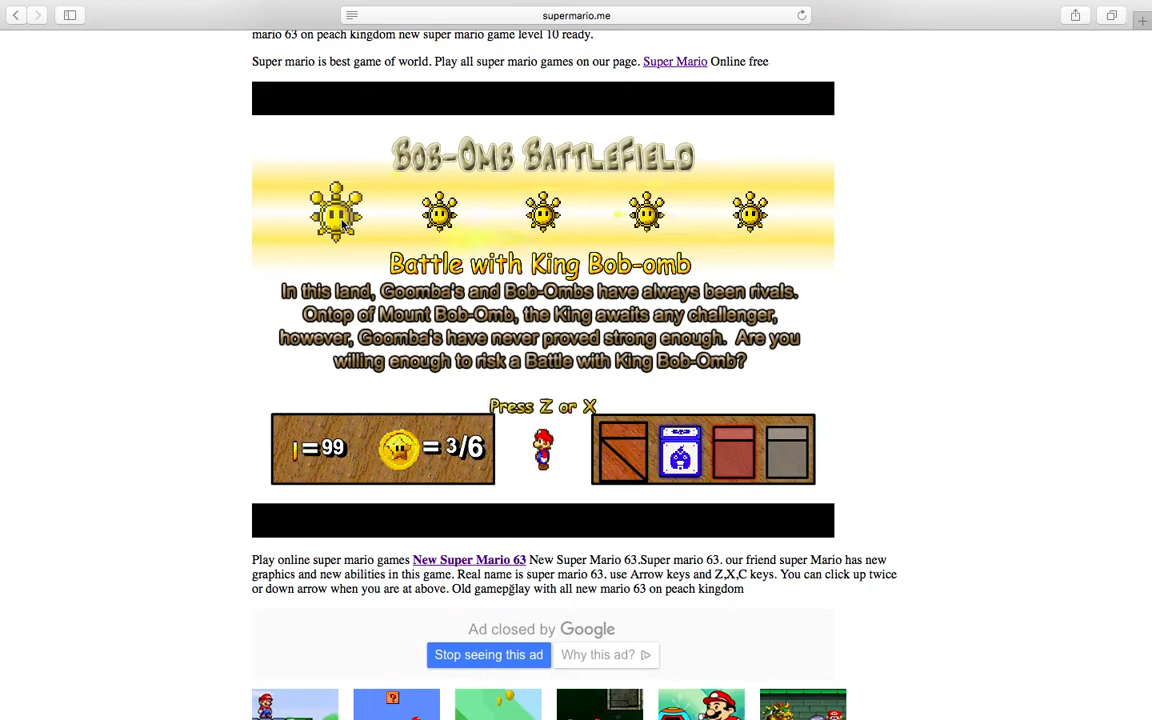 supermario.me
mario 63 on peach kingdom new super mario game level 10 ready.
Super mario is best game of world. Play all super mario games on our page. Super Mario Online free
Bob-Omb Battlefield
Battle with King Bob-omb
In this land, Goomba's and Bob-Ombs have always been rivals.
Ontop of Mount Bob-Omb, the King awaits any challenger,
however, Goomba's have never proved strong enough. Are you
willing enough to risk a Battle with King Bob-Omb?
Press Z or X
=99
= 3/6
Play online super mario games New Super Mario 63 New Super Mario 63.Super mario 63. our friend super Mario has new
graphics and new abilities in this game. Real name is super mario 63. use Arrow keys and Z,X,C keys. You can click up twice
or down arrow when you are at above. Old gamepğlay with all new mario 63 on peach kingdom
Ad closed by Google
Stop seeing this ad
Why this ad?